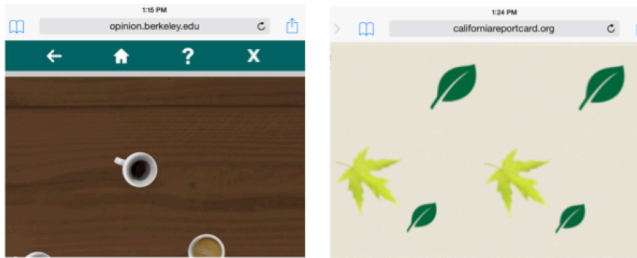 1:15 PM
opinion.berkeley.edu
?
X
1:24 PM
californiareportcard.org